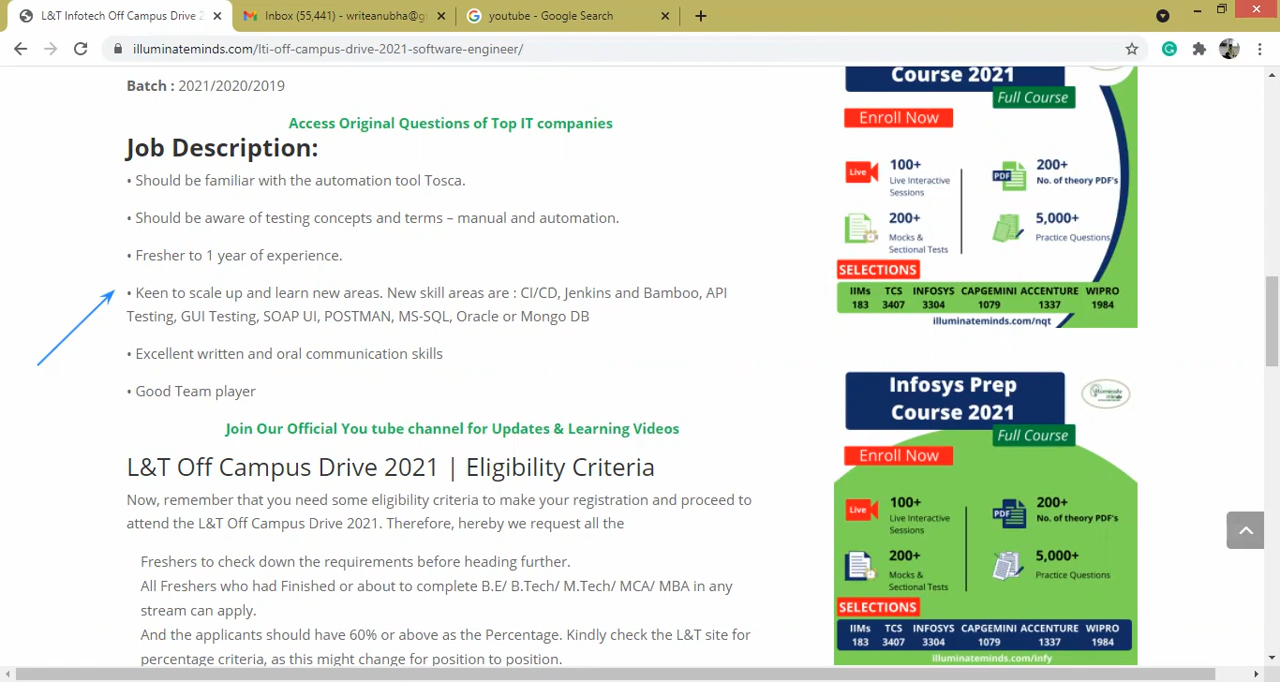 L&T Infotech Off Campus Drive 2
Inbox (55,441) - writeanubha@g
youtube - Google Search
illuminateminds.com/lti-off-campus-drive-2021-software-engineer/
Batch : 2021/2020/2019
Access Original Questions of Top IT companies
Job Description:
• Should be familiar with the automation tool Tosca.
• Should be aware of testing concepts and terms – manual and automation.
• Fresher to 1 year of experience.
• Keen to scale up and learn new areas. New skill areas are : CI/CD, Jenkins and Bamboo, API
Testing, GUI Testing, SOAP UI, POSTMAN, MS-SQL, Oracle or Mongo DB
• Excellent written and oral communication skills
• Good Team player
Join Our Official You tube channel for Updates & Learning Videos
L&T Off Campus Drive 2021 | Eligibility Criteria
Now, remember that you need some eligibility criteria to make your registration and proceed to
attend the L&T Off Campus Drive 2021. Therefore, hereby we request all the
Freshers to check down the requirements before heading further.
All Freshers who had Finished or about to complete B.E/ B.Tech/ M.Tech/ MCA/ MBA in any
stream can apply.
And the applicants should have 60% or above as the Percentage. Kindly check the L&T site for
percentage criteria, as this might change for position to position.
Course 2021
Full Course
Enroll Now
Live
100+
Live Interactive
Sessions
PDF
200+
No. of theory PDF's
200+
Mocks &
Sectional Tests
5,000+
Practice Questions
SELECTIONS
IIMs TCS INFOSYS CAPGEMINI ACCENTURE WIPRO
183 3407 3304 1079 1337 1984
illuminateminds.com/nqt
Infosys Prep
Course 2021
Full Course
Enroll Now
Live
100+
Live Interactive
Sessions
PDF
200+
No. of theory PDF's
200+
Mocks &
Sectional Tests
5,000+
Practice Questions
SELECTIONS
IIMs TCS INFOSYS CAPGEMINI ACCENTURE WIPRO
183 3407 3304 1079 1337 1984
illuminateminds.com/infy